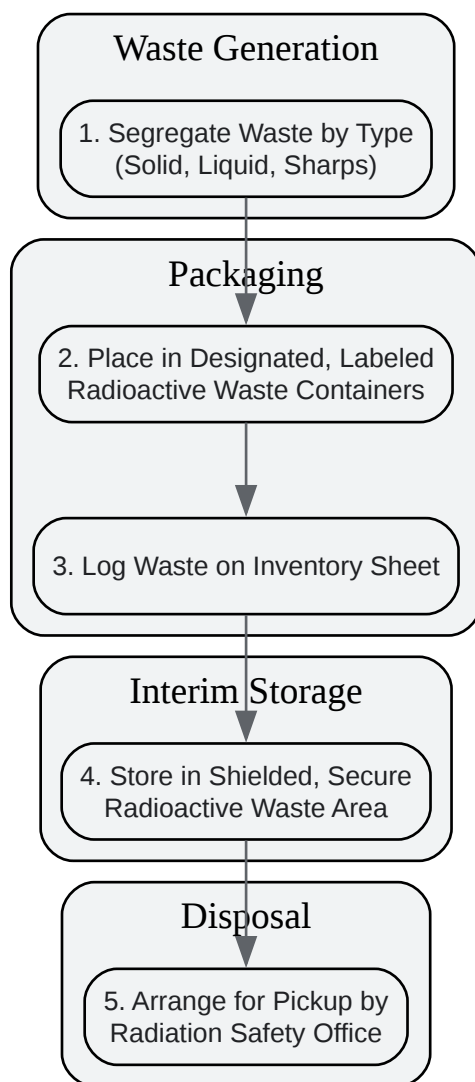 Waste Generation
1. Segregate Waste by Type
(Solid, Liquid, Sharps)
Packaging
2. Place in Designated, Labeled
Radioactive Waste Containers
3. Log Waste on Inventory Sheet
Interim Storage
4. Store in Shielded, Secure
Radioactive Waste Area
Disposal
5. Arrange for Pickup by
Radiation Safety Office